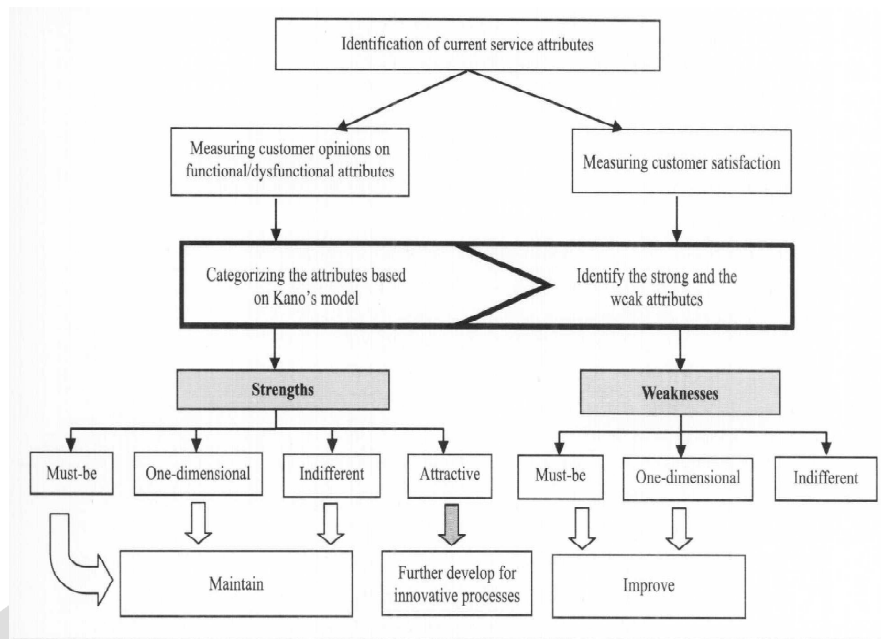 Identification of current service attributes
Measuring customer opinions on
functional/dysfunctional attributes
Measuring customer satisfaction
Categorizing the attributes based
on Kano's model
Identify the strong and the
weak attributes
Strengths
Weaknesses
Must-be
One-dimensional
Indifferent
Attractive
Must-be
One-dimensional
Indifferent
Maintain
Further develop for
innovative processes
Improve